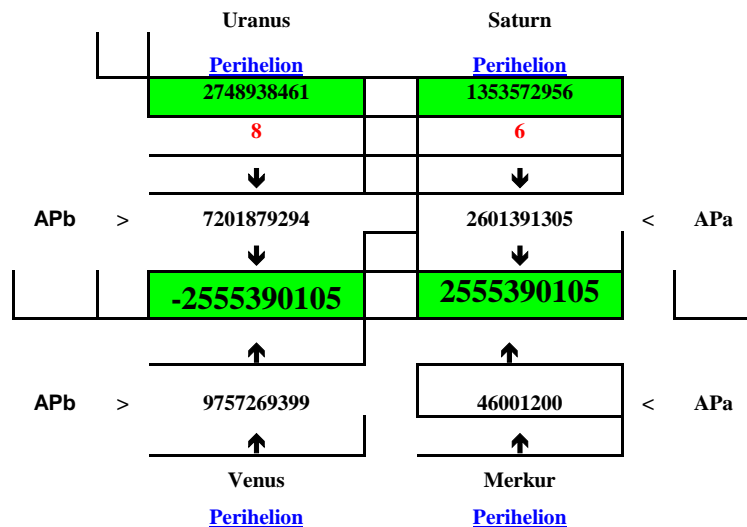 Uranus Saturn
Perihelion Perihelion
2748938461 1353572956
8 6
APb > 7201879294 2601391305 < APa
-2555390105 2555390105
APb > 9757269399 46001200 < APa
Venus Merkur
Perihelion Perihelion